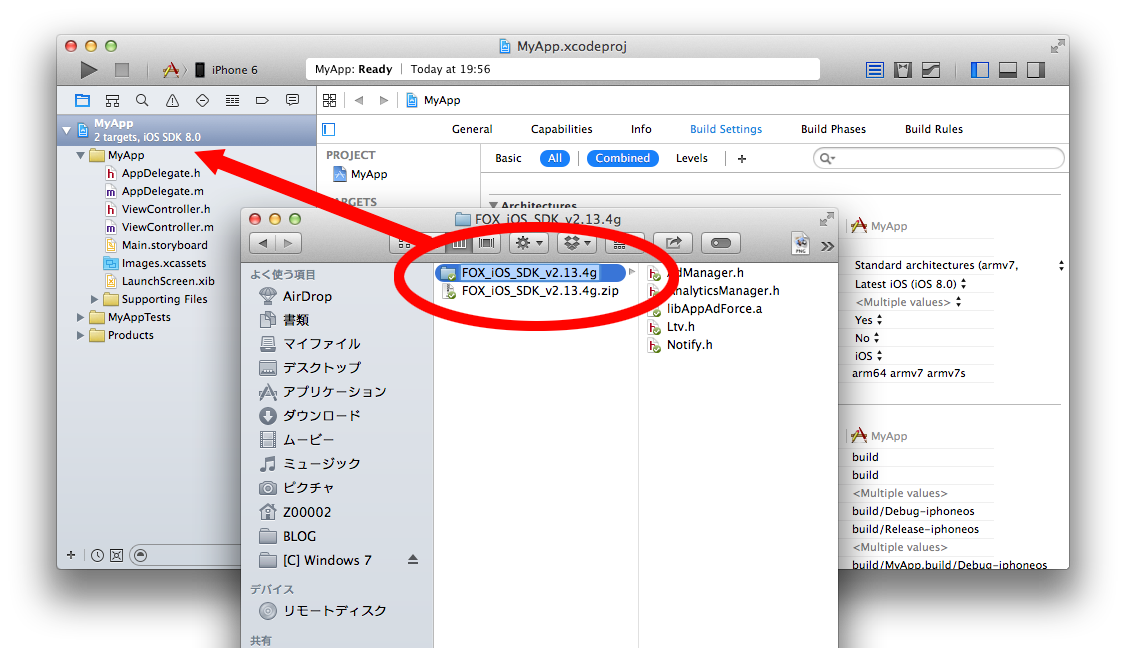 MyApp.xcodeproj
iPhone 6
MyApp: Ready | Today at 19:56
MyApp
MyApp
2 targets, iOS SDK 8.0
MyApp
AppDelegate.h
AppDelegate.m
ViewController.h
ViewController.m
Main.storyboard
Images.xcassets
LaunchScreen.xib
Supporting Files
MyAppTests
Products
General Capabilities Info Build Settings Build Phases Build Rules
PROJECT
MyApp
TARGETS
Basic All Combined Levels +
Architectures
MyApp
Standard architectures (armv7,
Latest iOS (iOS 8.0)
<Multiple values>
Yes
No
iOS
arm64 armv7 armv7s
MyApp
build
build
<Multiple values>
build/Debug-iphoneos
build/Release-iphoneos
<Multiple values>
build/MyApp.build/Debug-iphoneos
FOX_iOS_SDK_v2.13.4g
PNG
よく使う項目
AirDrop
書類
マイファイル
デスクトップ
アプリケーション
ダウンロード
ムービー
ミュージック
ピクチャ
Z00002
BLOG
[C] Windows 7
デバイス
リモートディスク
共有
FOX_iOS_SDK_v2.13.4g
FOX_iOS_SDK_v2.13.4g.zip
AdManager.h
AnalyticsManager.h
libAppAdForce.a
Ltv.h
Notify.h